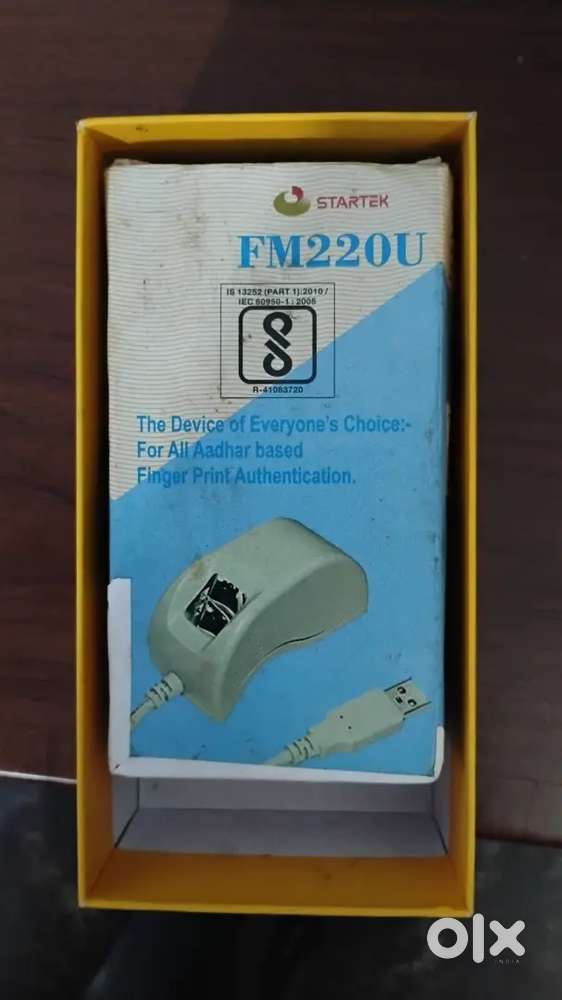 STARTEK
FM220U
IS 13252 (PART 1):2010 /
IEC 60950-1 : 2005
R-41083720
The Device of Everyone's Choice:-
For All Aadhar based
Finger Print Authentication.
olx
INDIA